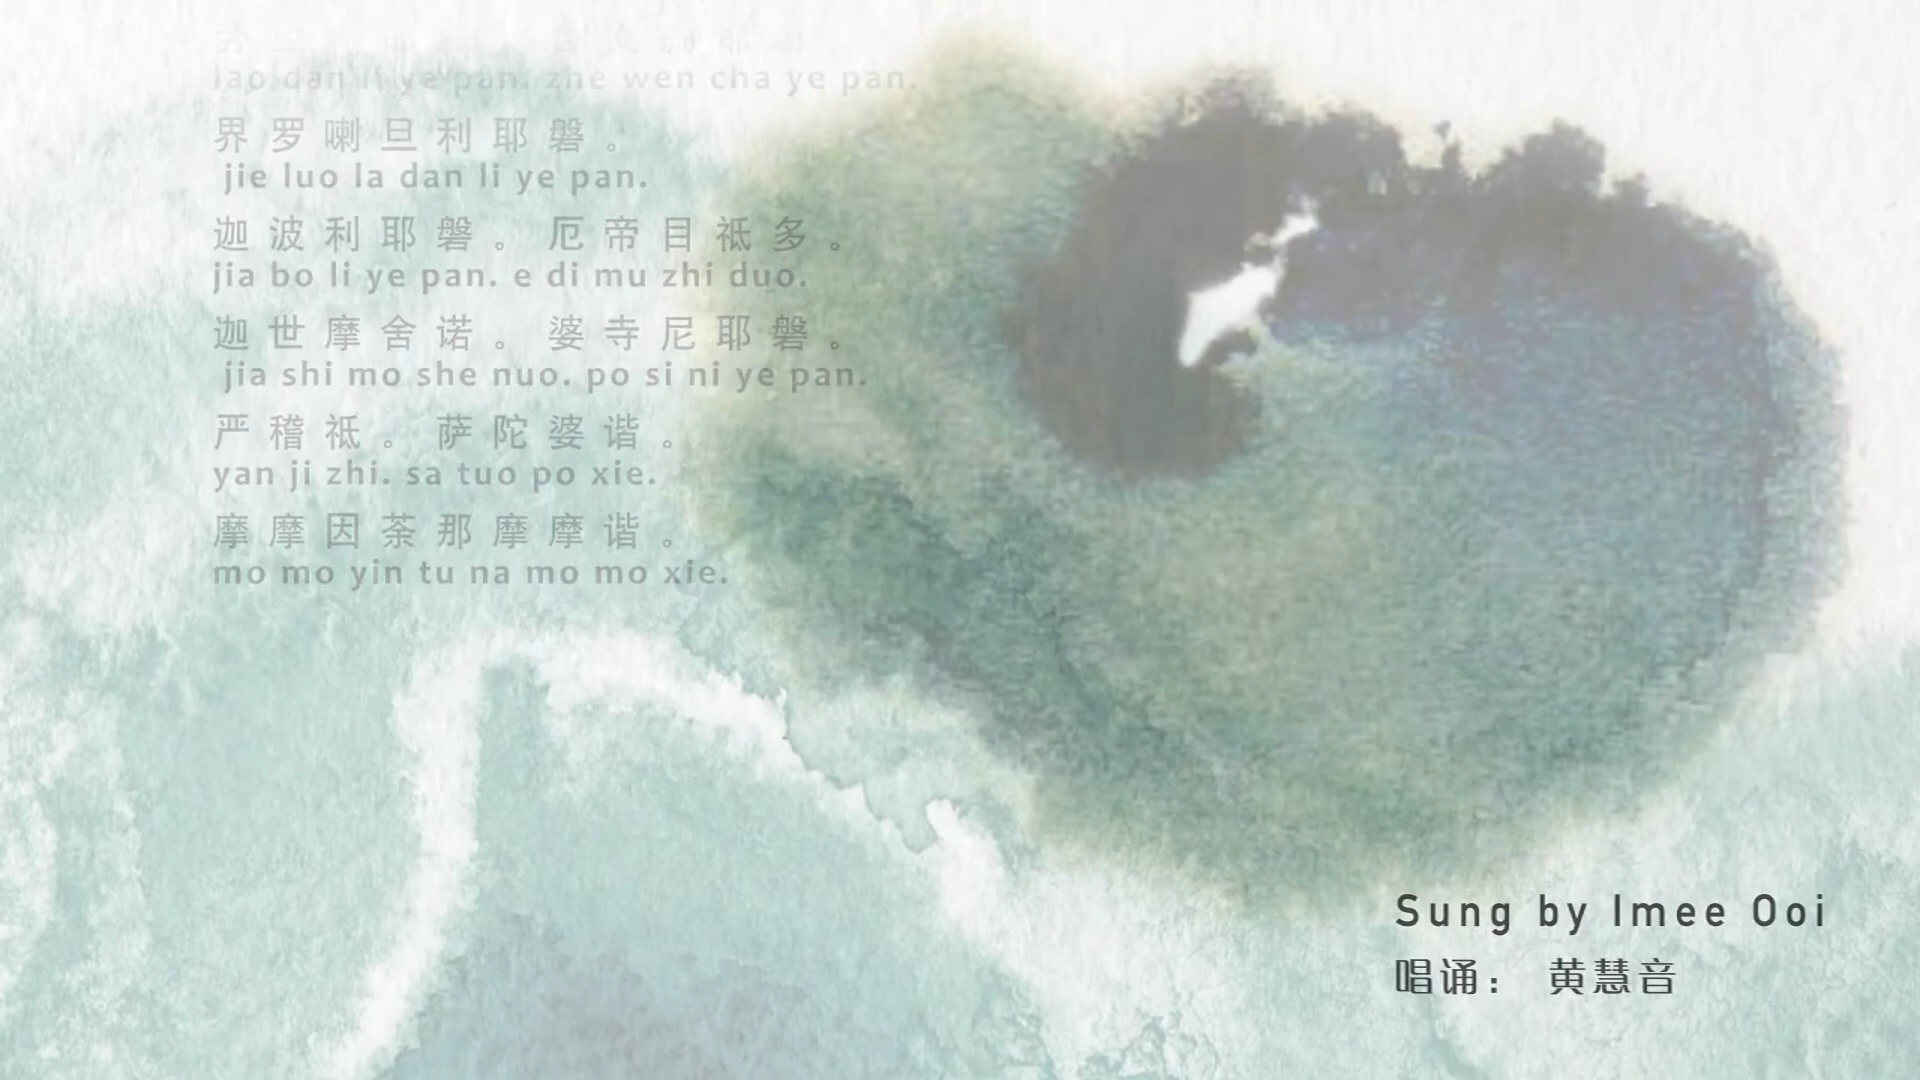 lao dan li ye pan. zhe wen cha ye pan.
界罗喇旦利耶磐。
jie luo la dan li ye pan.
迦波利耶磐。厄帝目祗多。
jia bo li ye pan. e di mu zhi duo.
迦世摩舍诺。婆寺尼耶磐。
jia shi mo she nuo. po si ni ye pan.
严稽祗。萨陀婆谐。
yan ji zhi. sa tuo po xie.
摩摩因荼那摩摩谐。
mo mo yin tu na mo mo xie.
Sung by Imee Ooi
唱诵： 黄慧音